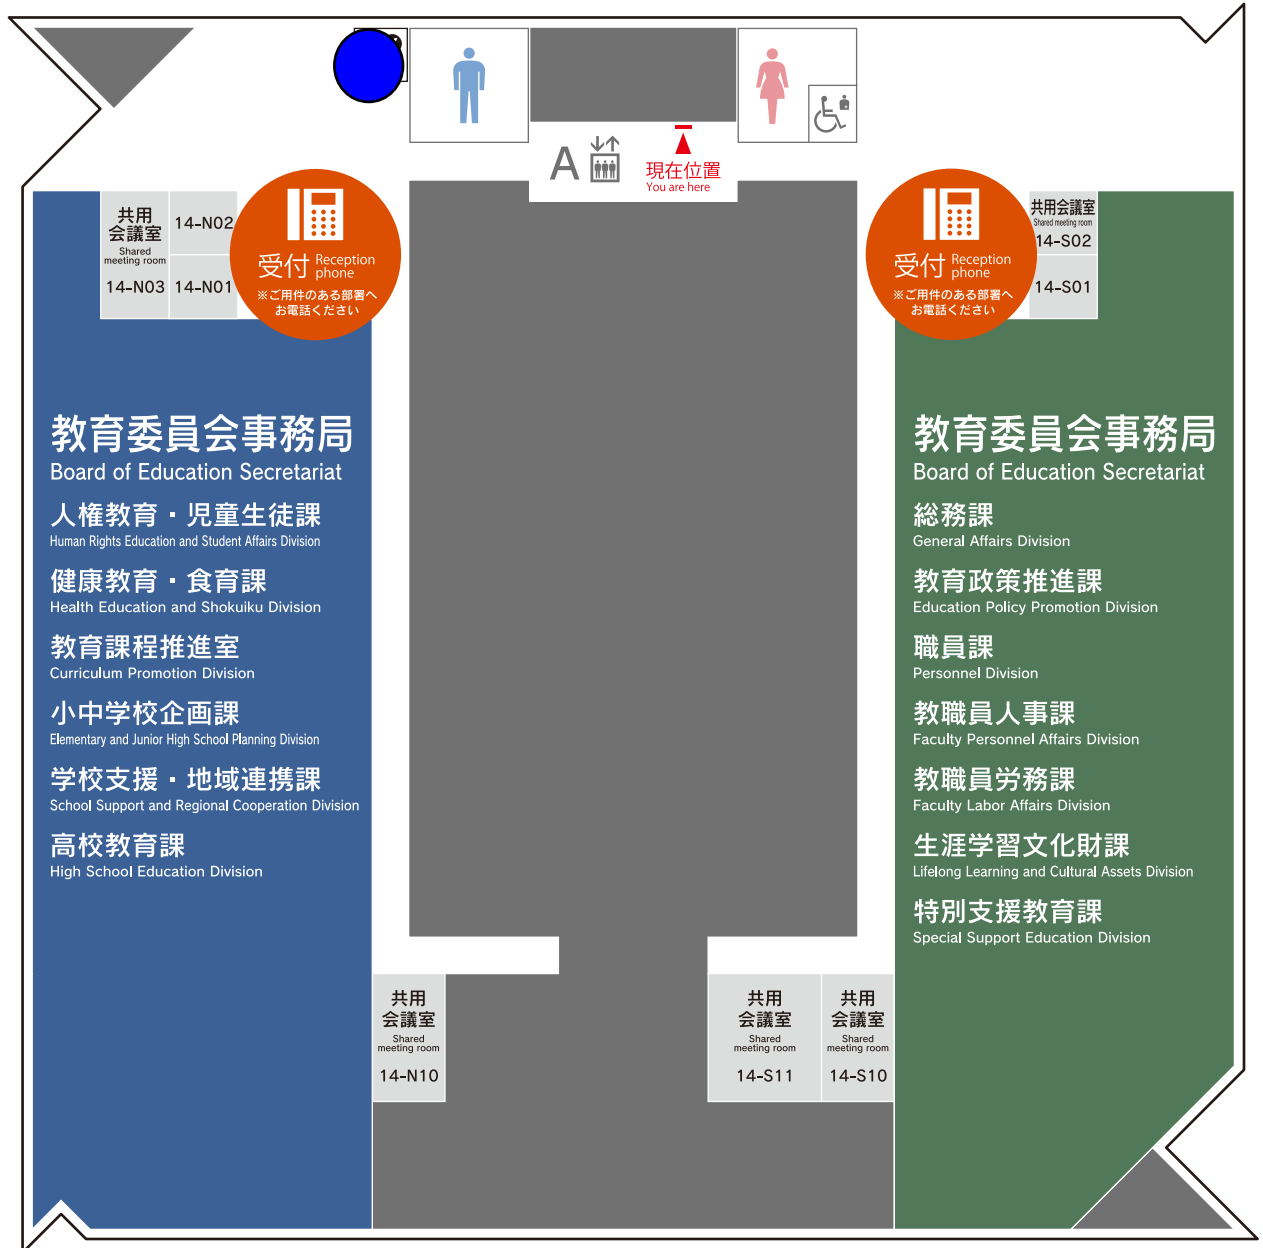 A
現在位置
You are here
共用
会議室
Shared
meeting room
14-N03
14-N02
14-N01
受付 Reception
phone
※ご用件のある部署へ
お電話ください
受付 Reception
phone
※ご用件のある部署へ
お電話ください
共用会議室
Shared meeting room
14-S02
14-S01
教育委員会事務局
Board of Education Secretariat
人権教育・児童生徒課
Human Rights Education and Student Affairs Division
健康教育・食育課
Health Education and Shokuiku Division
教育課程推進室
Curriculum Promotion Division
小中学校企画課
Elementary and Junior High School Planning Division
学校支援・地域連携課
School Support and Regional Cooperation Division
高校教育課
High School Education Division
教育委員会事務局
Board of Education Secretariat
総務課
General Affairs Division
教育政策推進課
Education Policy Promotion Division
職員課
Personnel Division
教職員人事課
Faculty Personnel Affairs Division
教職員労務課
Faculty Labor Affairs Division
生涯学習文化財課
Lifelong Learning and Cultural Assets Division
特別支援教育課
Special Support Education Division
共用
会議室
Shared
meeting room
14-N10
共用
会議室
Shared
meeting room
14-S11
共用
会議室
Shared
meeting room
14-S10